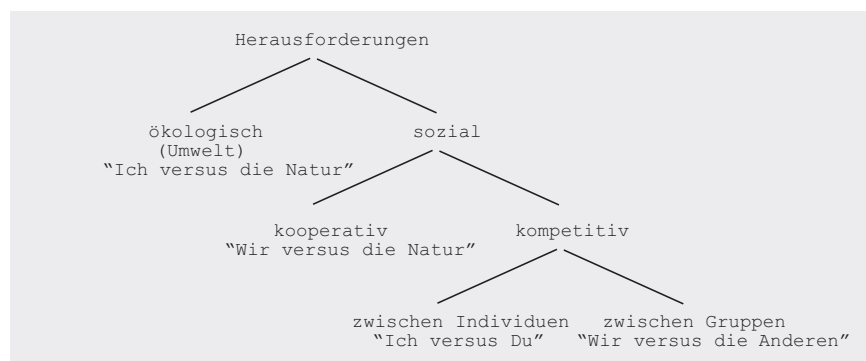 Herausforderungen
ökologisch
(Umwelt)
“Ich versus die Natur”
sozial
kooperativ
“Wir versus die Natur”
kompetitiv
zwischen Individuen
“Ich versus Du”
zwischen Gruppen
“Wir versus die Anderen”